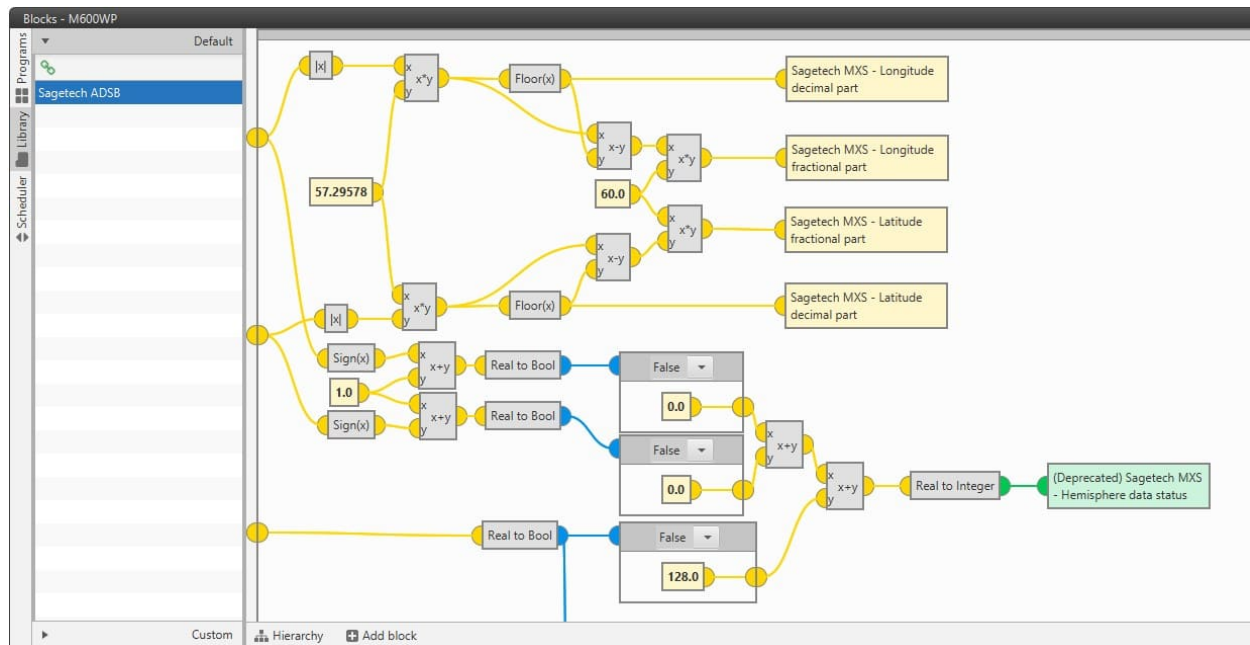 Blocks - M600WP
Programs
Library
Scheduler
Default
Sagetech ADSB
Custom
|x|
x
y
x*y
Floor(x)
Sagetech MXS - Longitude
decimal part
x
y
x-y
x
y
x*y
Sagetech MXS - Longitude
fractional part
57.29578
60.0
x
y
x*y
Sagetech MXS - Latitude
fractional part
x
y
x-y
|x|
x
y
x*y
Floor(x)
Sagetech MXS - Latitude
decimal part
Sign(x)
x
y
x+y
Real to Bool
False
1.0
0.0
Sign(x)
x
y
x+y
Real to Bool
False
0.0
x
y
x+y
x
y
x+y
Real to Integer
(Deprecated) Sagetech MXS
- Hemisphere data status
Real to Bool
False
128.0
Hierarchy
Add block